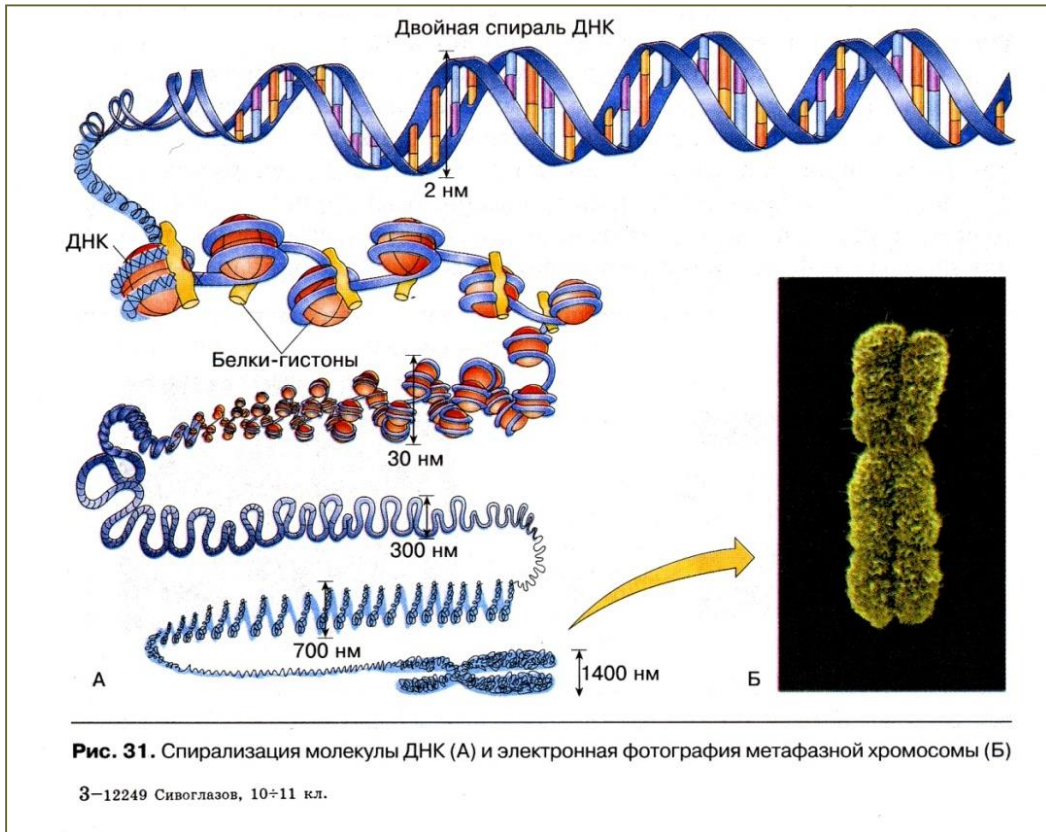 Двойная спираль ДНК
2 нм
ДНК
Белки-гистоны
30 нм
300 нм
700 нм
1400 нм
А
Б
Рис. 31. Спирализация молекулы ДНК (А) и электронная фотография метафазной хромосомы (Б)
3–12249 Сивоглазов, 10÷11 кл.